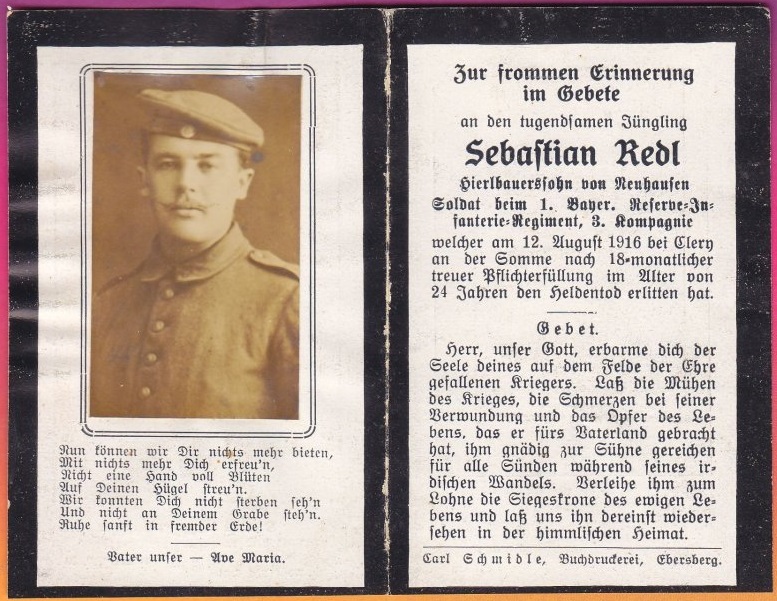 Nun können wir Dir nichts mehr bieten,
Mit nichts mehr Dich erfreu'n,
Nicht eine Hand voll Blüten
Auf Deinen Hügel streu'n.
Wir konnten Dich nicht sterben seh'n
Und nicht an Deinem Grabe steh'n.
Ruhe sanft in fremder Erde!
Vater unser — Ave Maria.
Zur frommen Erinnerung
im Gebete
an den tugendsamen Jüngling
Sebastian Redl
Hierlbauerssohn von Neuhausen
Soldat beim 1. Bayer. Reserve-In-
fanterie-Regiment, 3. Kompagnie
welcher am 12. August 1916 bei Clery
an der Somme nach 18-monatlicher
treuer Pflichterfüllung im Alter von
24 Jahren den Heldentod erlitten hat.
Gebet.
Herr, unser Gott, erbarme dich der
Seele deines auf dem Felde der Ehre
gefallenen Kriegers. Laß die Mühen
des Krieges, die Schmerzen bei seiner
Verwundung und das Opfer des Le-
bens, das er fürs Vaterland gebracht
hat, ihm gnädig zur Sühne gereichen
für alle Sünden während seines ir-
dischen Wandels. Verleihe ihm zum
Lohne die Siegeskrone des ewigen Le-
bens und laß uns ihn dereinst wieder-
sehen in der himmlischen Heimat.
Carl Schmidle, Buchdruckerei, Ebersberg.